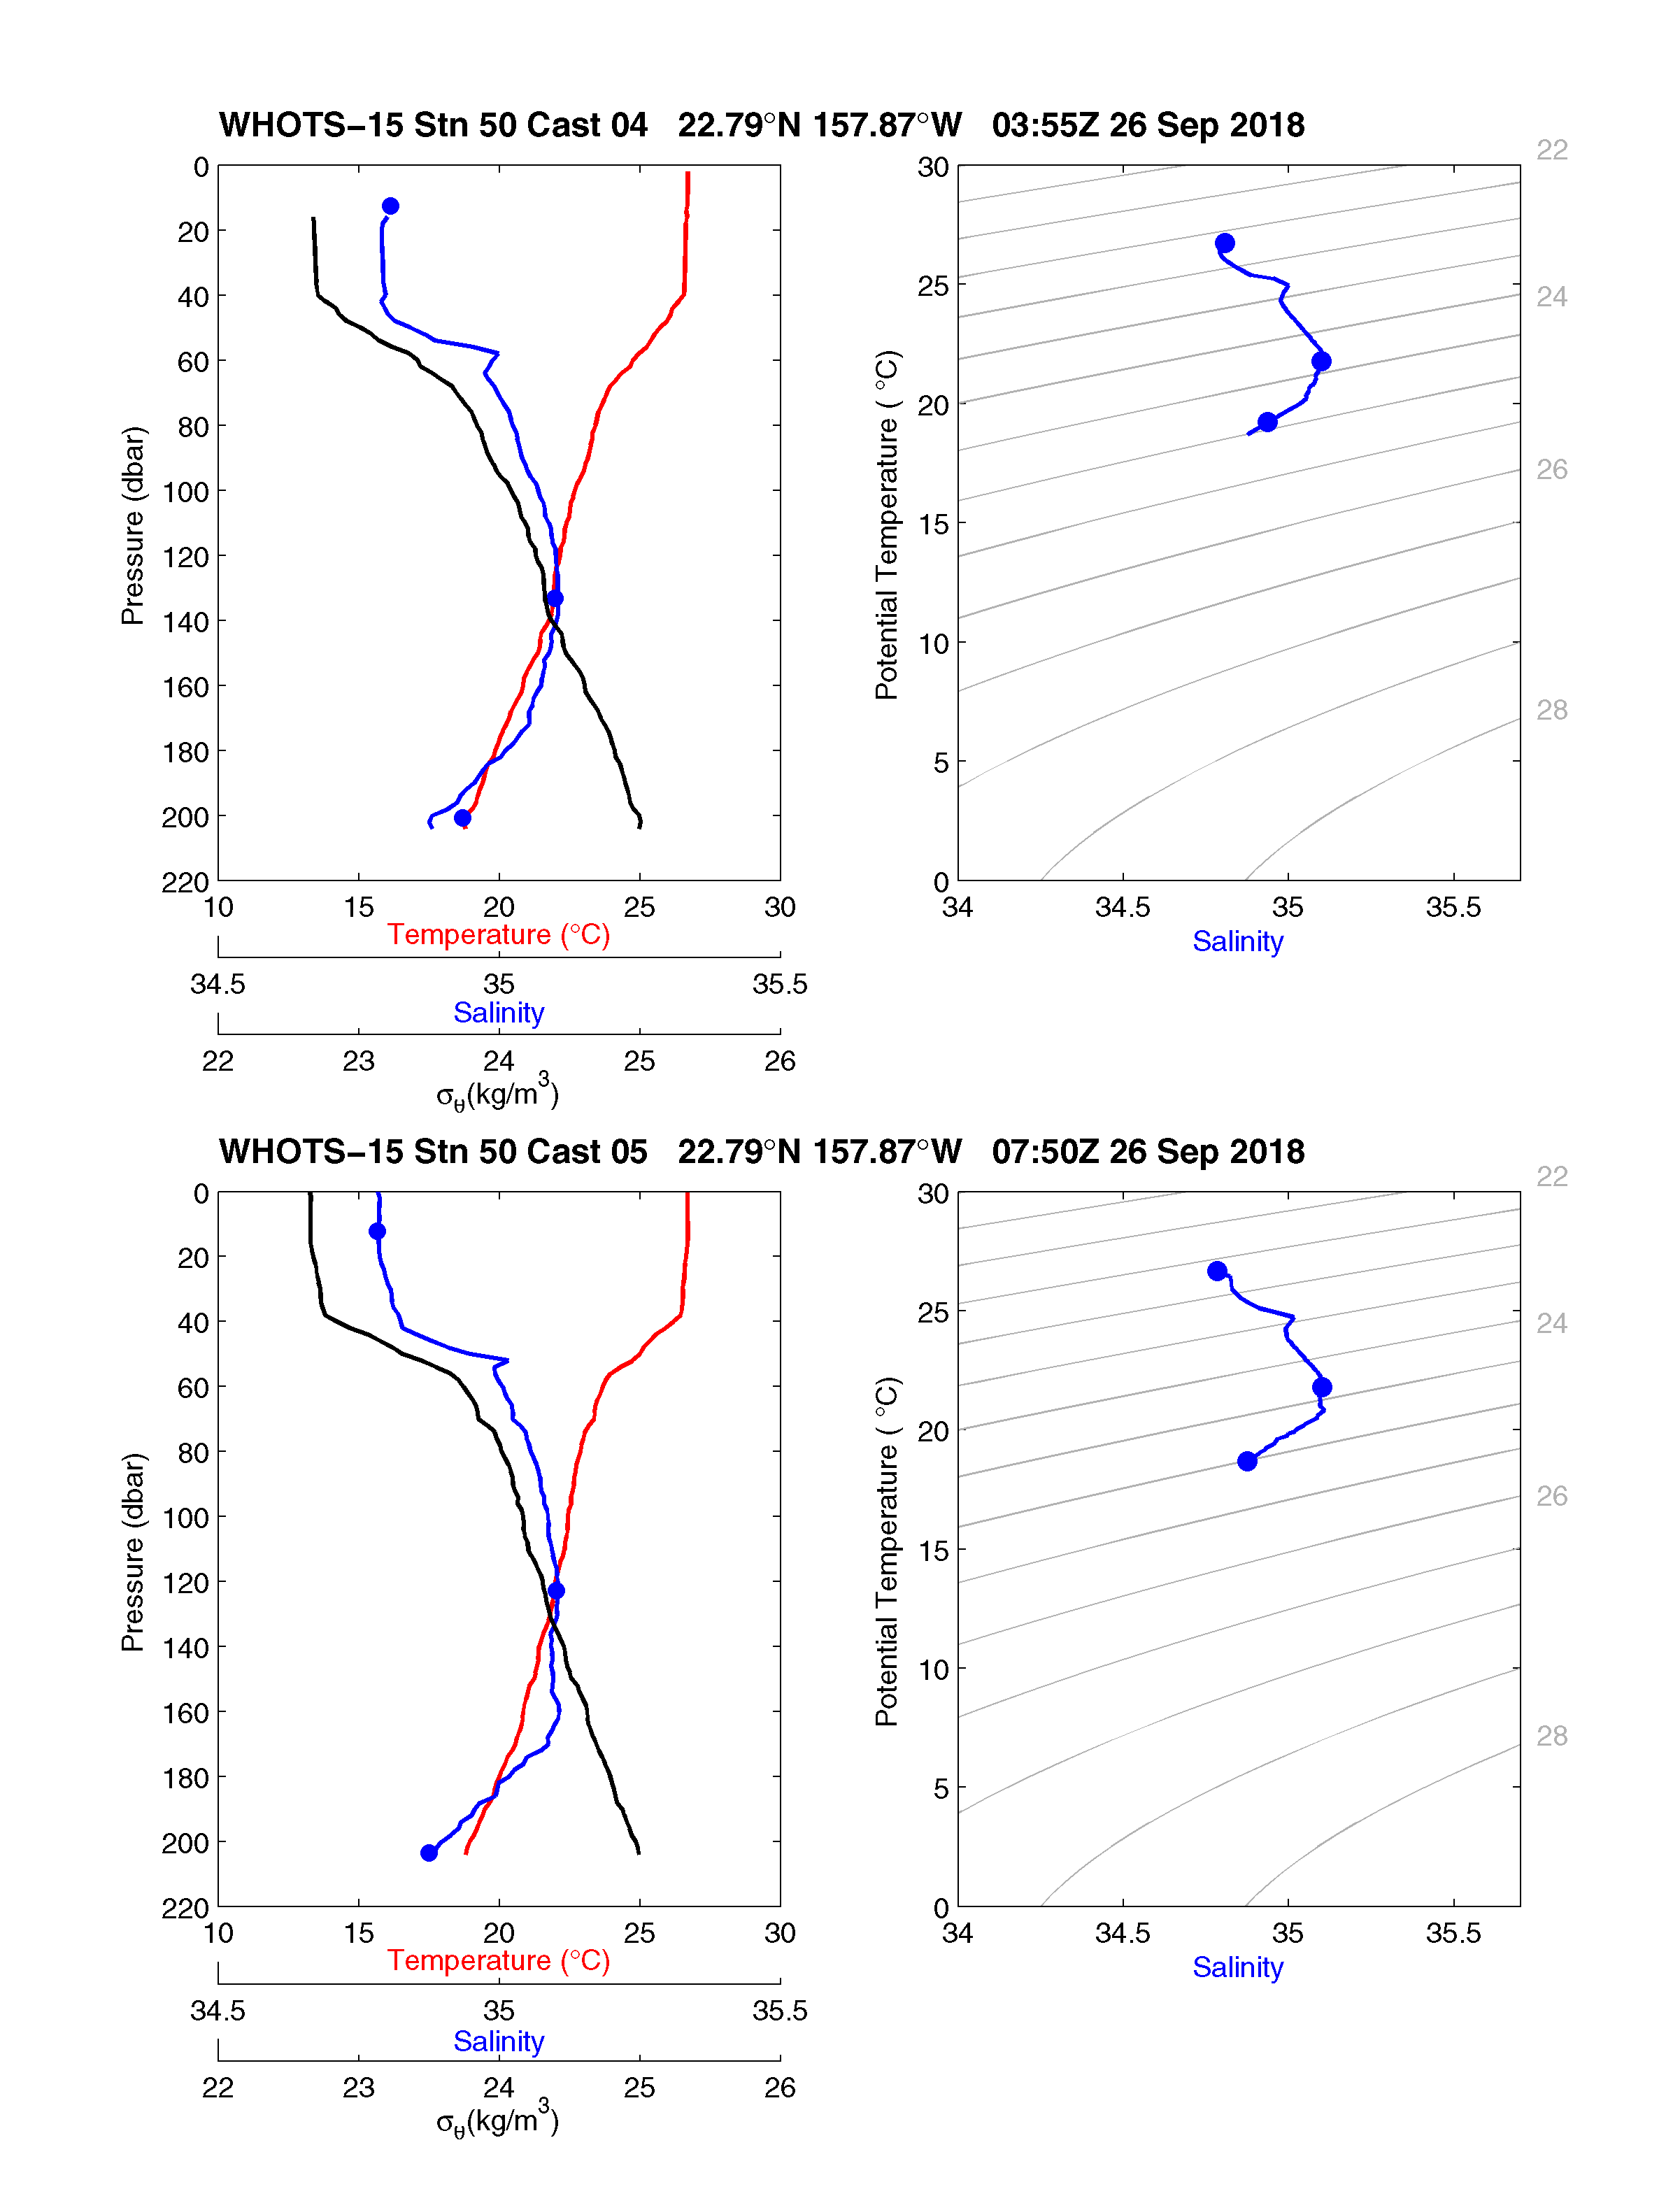 WHOTS−15 Stn 50 Cast 04   22.79°N 157.87°W   03:55Z 26 Sep 2018
0
20
40
60
80
100
120
140
160
180
200
220
Pressure (dbar)
10 15 20 25 30
Temperature (°C)
34.5 35 35.5
Salinity
22 23 24 25 26
σθ(kg/m3)
22
24
26
28
30
25
20
15
10
5
0
Potential Temperature ( °C)
34 34.5 35 35.5
Salinity
WHOTS−15 Stn 50 Cast 05   22.79°N 157.87°W   07:50Z 26 Sep 2018
0
20
40
60
80
100
120
140
160
180
200
220
Pressure (dbar)
10 15 20 25 30
Temperature (°C)
34.5 35 35.5
Salinity
22 23 24 25 26
σθ(kg/m3)
22
24
26
28
30
25
20
15
10
5
0
Potential Temperature ( °C)
34 34.5 35 35.5
Salinity